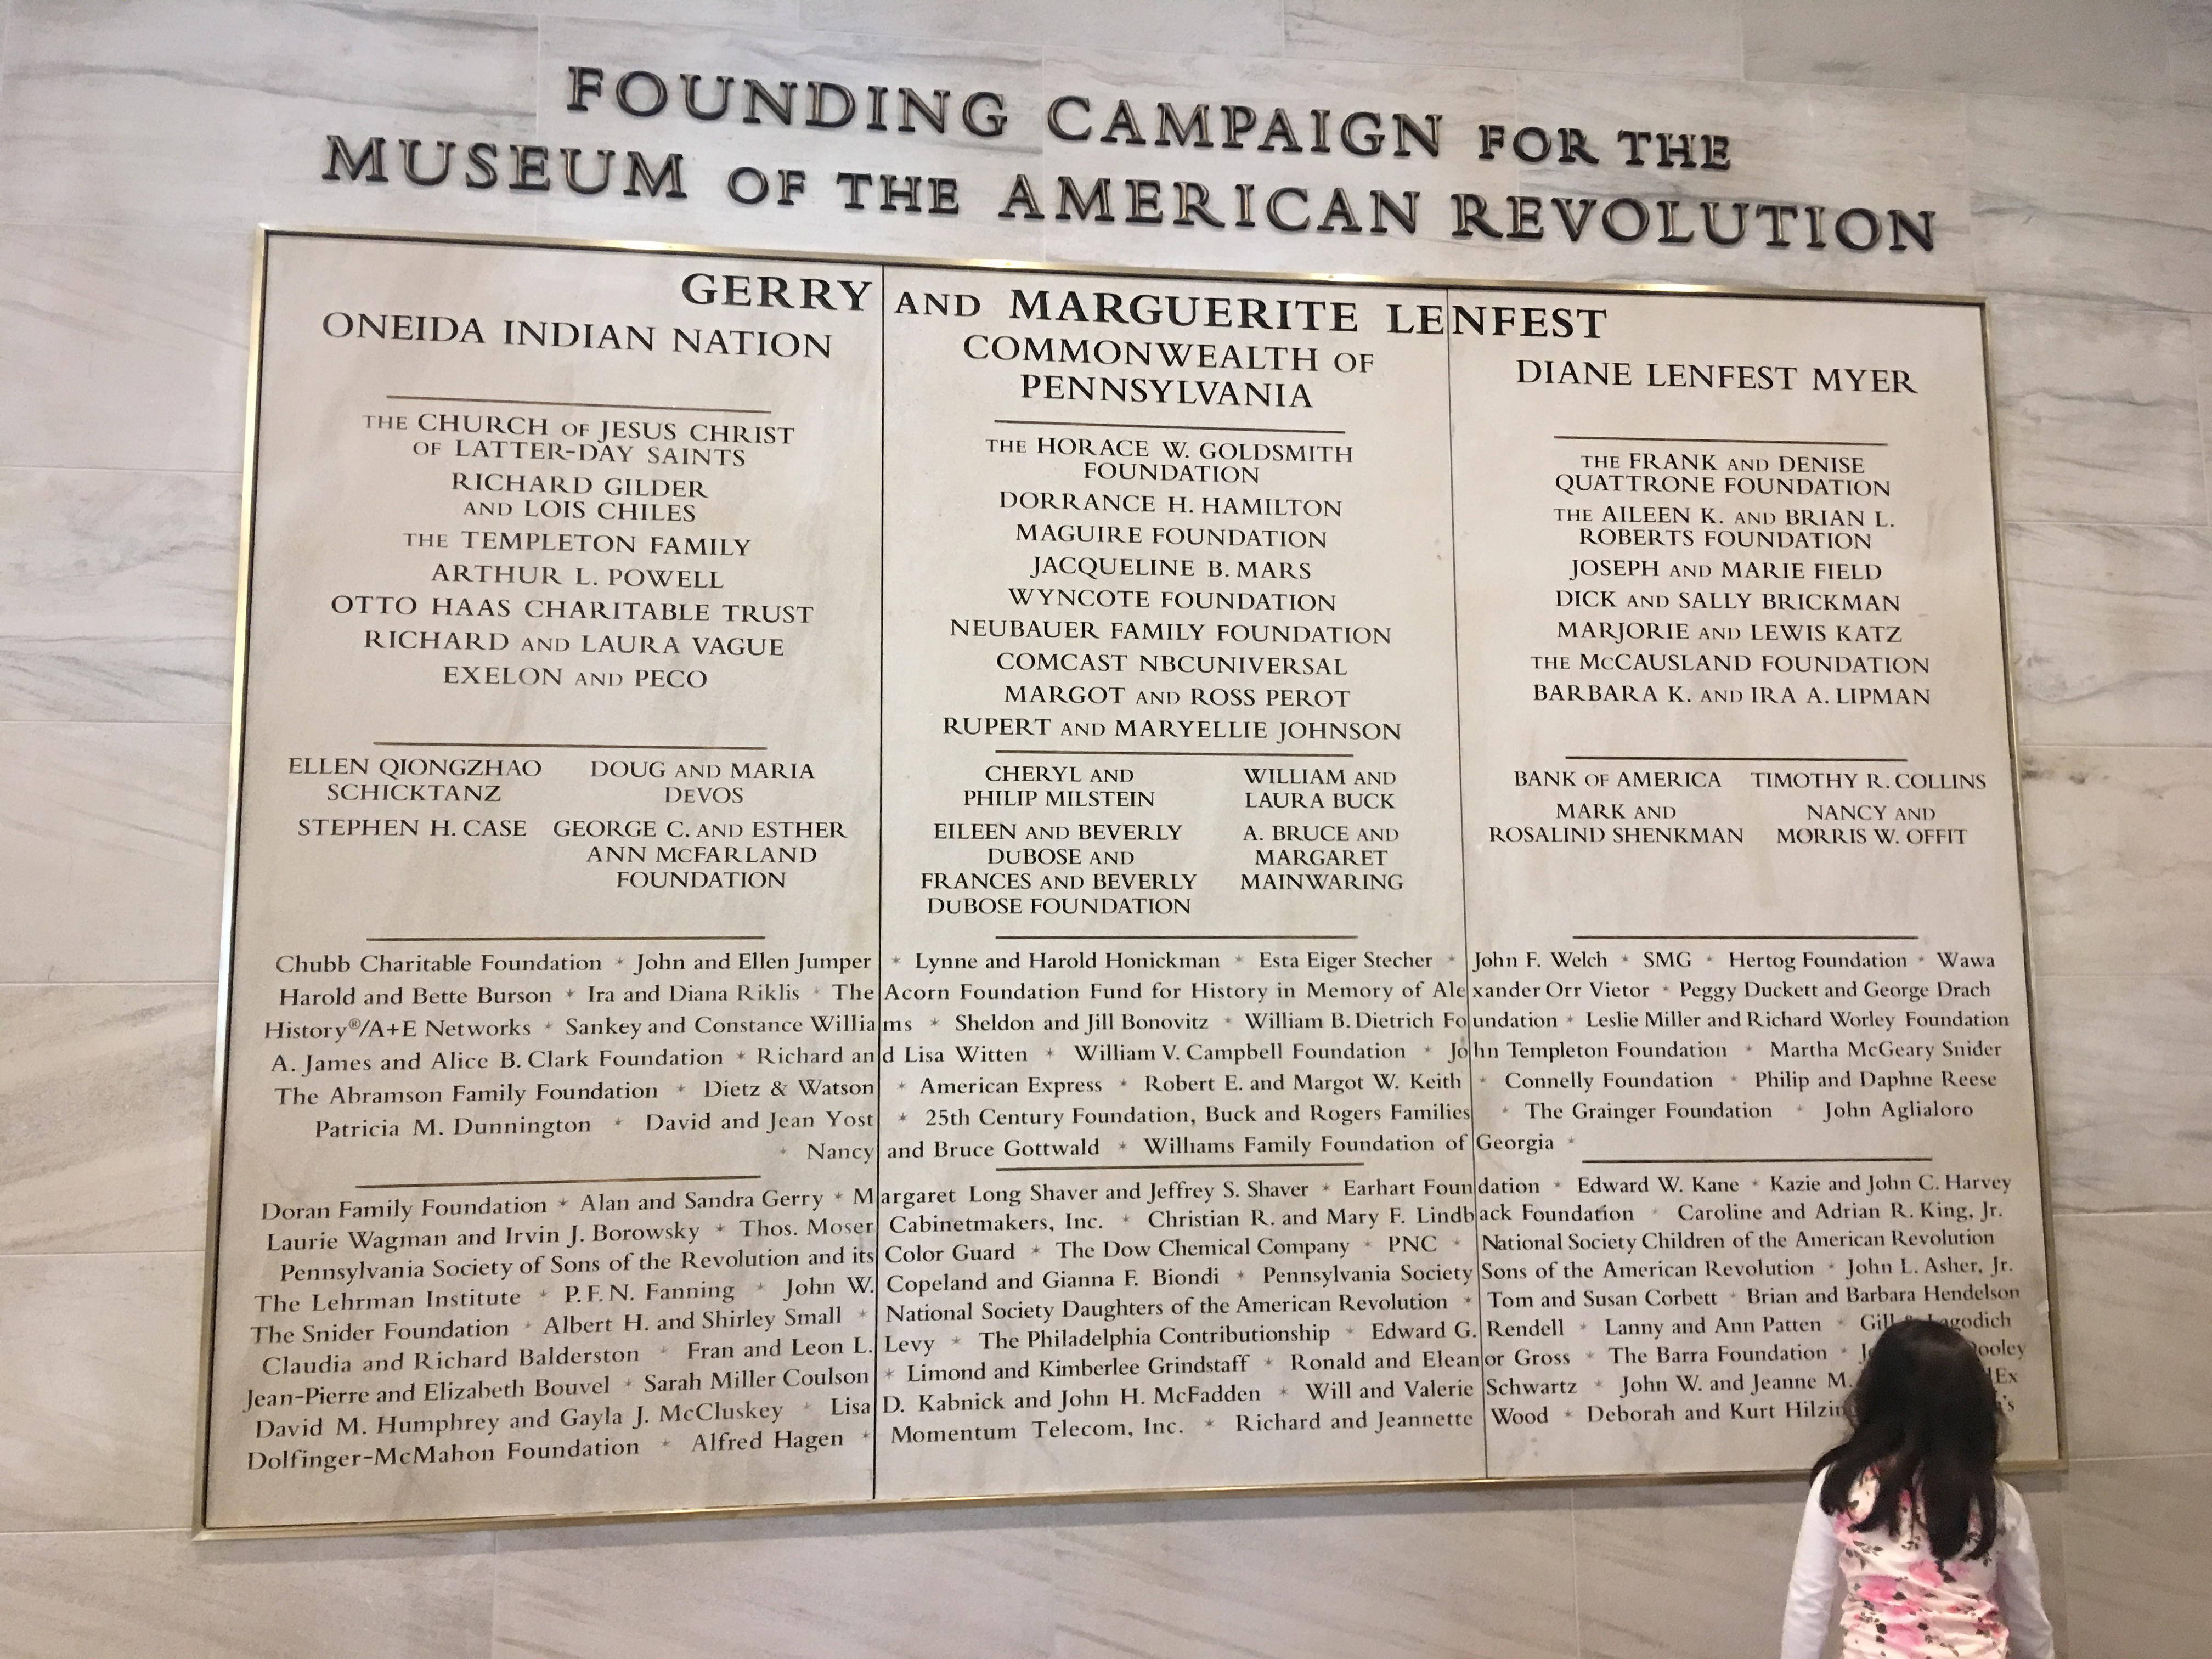 FOUNDING CAMPAIGN FOR THE
MUSEUM OF THE AMERICAN REVOLUTION
GERRY AND MARGUERITE LENFEST
ONEIDA INDIAN NATION
COMMONWEALTH OF
PENNSYLVANIA
DIANE LENFEST MYER
THE CHURCH OF JESUS CHRIST
OF LATTER-DAY SAINTS
RICHARD GILDER
AND LOIS CHILES
THE TEMPLETON FAMILY
ARTHUR L. POWELL
OTTO HAAS CHARITABLE TRUST
RICHARD AND LAURA VAGUE
EXELON AND PECO
THE HORACE W. GOLDSMITH
FOUNDATION
DORRANCE H. HAMILTON
MAGUIRE FOUNDATION
JACQUELINE B. MARS
WYNCOTE FOUNDATION
NEUBAUER FAMILY FOUNDATION
COMCAST NBCUNIVERSAL
MARGOT AND ROSS PEROT
RUPERT AND MARYELLIE JOHNSON
THE FRANK AND DENISE
QUATTRONE FOUNDATION
THE AILEEN K. AND BRIAN L.
ROBERTS FOUNDATION
JOSEPH AND MARIE FIELD
DICK AND SALLY BRICKMAN
MARJORIE AND LEWIS KATZ
THE McCAUSLAND FOUNDATION
BARBARA K. AND IRA A. LIPMAN
ELLEN QIONGZHAO
SCHICKTANZ
STEPHEN H. CASE
DOUG AND MARIA
DeVOS
GEORGE C. AND ESTHER
ANN McFARLAND
FOUNDATION
CHERYL AND
PHILIP MILSTEIN
EILEEN AND BEVERLY
DuBOSE AND
FRANCES AND BEVERLY
DuBOSE FOUNDATION
WILLIAM AND
LAURA BUCK
A. BRUCE AND
MARGARET
MAINWARING
BANK OF AMERICA
MARK AND
ROSALIND SHENKMAN
TIMOTHY R. COLLINS
NANCY AND
MORRIS W. OFFIT
Chubb Charitable Foundation * John and Ellen Jumper * Lynne and Harold Honickman * Esta Eiger Stecher * John F. Welch * SMG * Hertog Foundation * Wawa
Harold and Bette Burson * Ira and Diana Riklis * The Acorn Foundation Fund for History in Memory of Alexander Orr Vietor * Peggy Duckett and George Drach
History®/A+E Networks * Sankey and Constance Williams * Sheldon and Jill Bonovitz * William B. Dietrich Foundation * Leslie Miller and Richard Worley Foundation
A. James and Alice B. Clark Foundation * Richard and Lisa Witten * William V. Campbell Foundation * John Templeton Foundation * Martha McGeary Snider
The Abramson Family Foundation * Dietz & Watson * American Express * Robert E. and Margot W. Keith * Connelly Foundation * Philip and Daphne Reese
Patricia M. Dunnington * David and Jean Yost * 25th Century Foundation, Buck and Rogers Families * The Grainger Foundation * John Aglialoro
* Nancy and Bruce Gottwald * Williams Family Foundation of Georgia *
Doran Family Foundation * Alan and Sandra Gerry * Margaret Long Shaver and Jeffrey S. Shaver * Earhart Foundation * Edward W. Kane * Kazie and John C. Harvey
Laurie Wagman and Irvin J. Borowsky * Thos. Moser Cabinetmakers, Inc. * Christian R. and Mary F. Lindback Foundation * Caroline and Adrian R. King, Jr.
Pennsylvania Society of Sons of the Revolution and its Color Guard * The Dow Chemical Company * PNC * National Society Children of the American Revolution
The Lehrman Institute * P. F. N. Fanning * John W. Copeland and Gianna F. Biondi * Pennsylvania Society Sons of the American Revolution * John L. Asher, Jr.
The Snider Foundation * Albert H. and Shirley Small * National Society Daughters of the American Revolution * Tom and Susan Corbett * Brian and Barbara Hendelson
Claudia and Richard Balderston * Fran and Leon L. Levy * The Philadelphia Contributionship * Edward G. Rendell * Lanny and Ann Patten * Gill
Jean-Pierre and Elizabeth Bouvel * Sarah Miller Coulson * Limond and Kimberlee Grindstaff * Ronald and Eleanor Gross * The Barra Foundation *
David M. Humphrey and Gayla J. McCluskey * Lisa D. Kabnick and John H. McFadden * Will and Valerie Schwartz * John W. and Jeanne M.
Dolfinger-McMahon Foundation * Alfred Hagen * Momentum Telecom, Inc. * Richard and Jeannette Wood * Deborah and Kurt